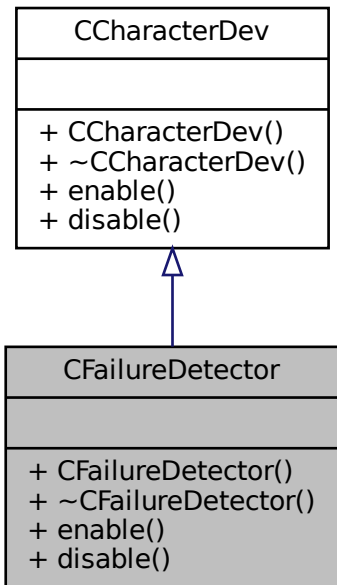 CCharacterDev
+ CCharacterDev()
+ ~CCharacterDev()
+ enable()
+ disable()
CFailureDetector
+ CFailureDetector()
+ ~CFailureDetector()
+ enable()
+ disable()